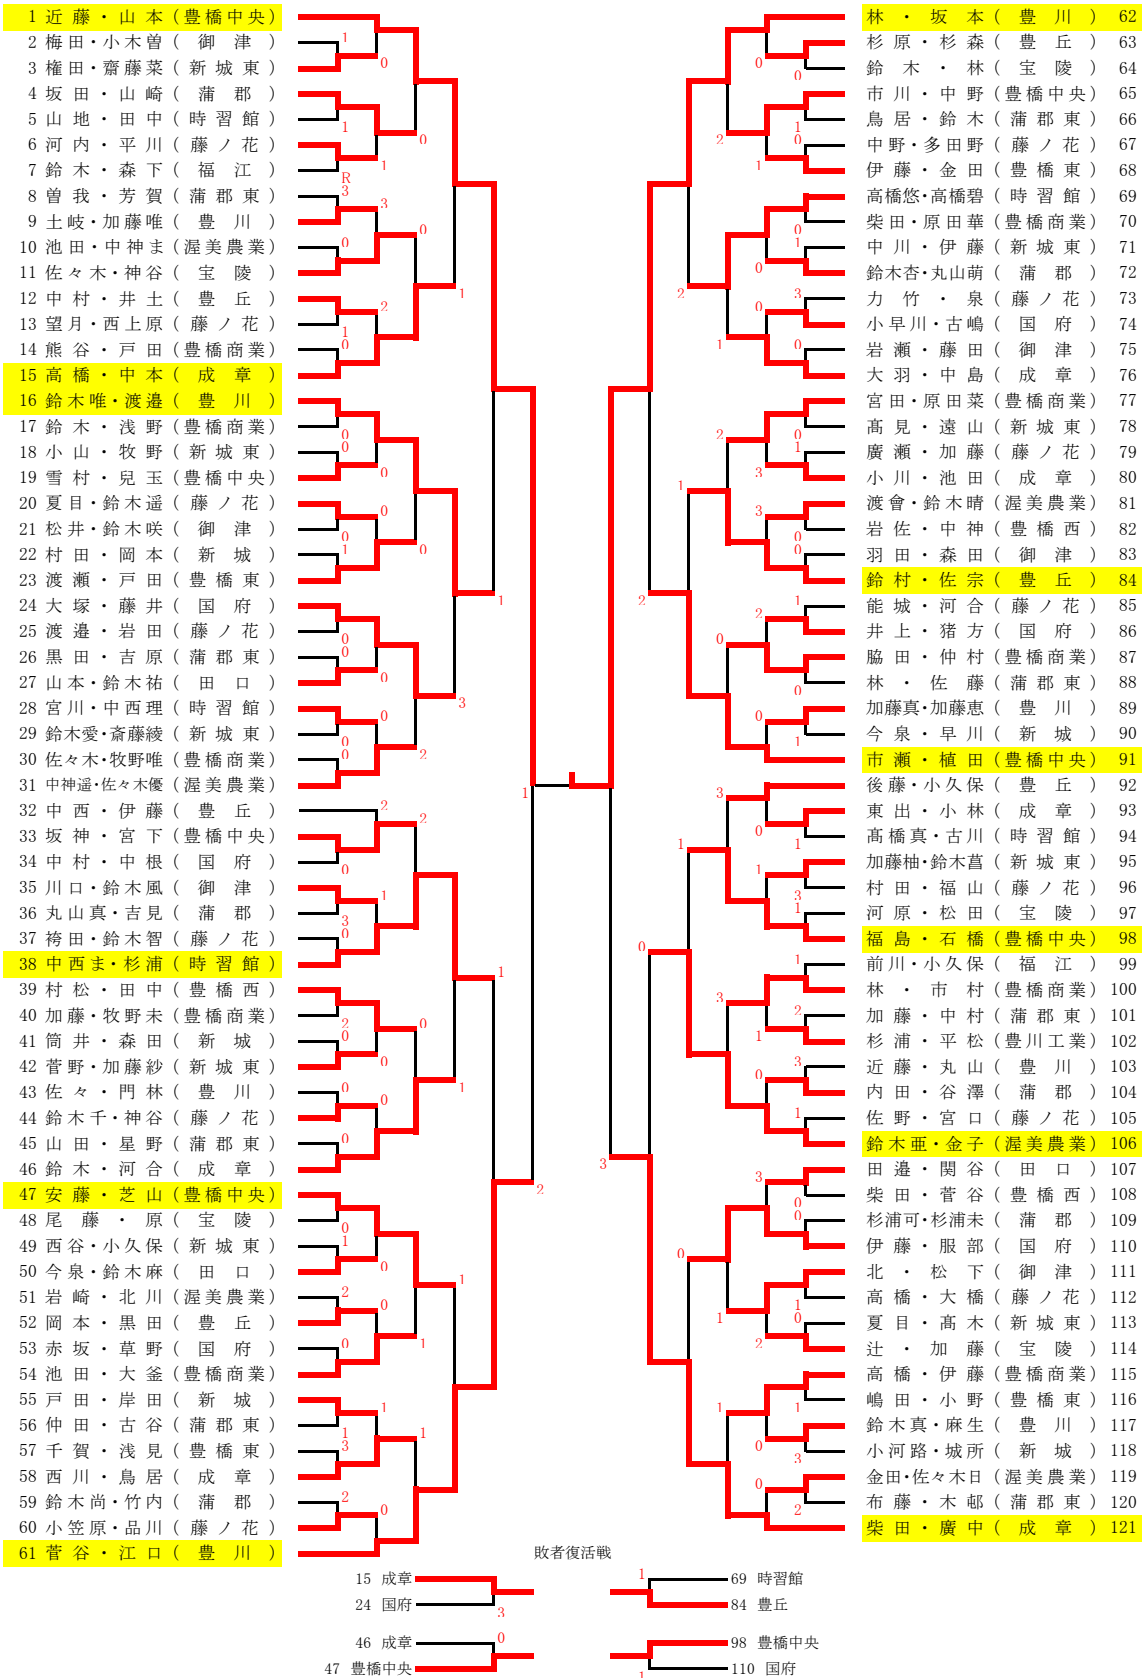 1 近藤・山本（豊橋中央）
2 梅田・小木曽（御津）
3 権田・齋藤菜（新城東）
4 坂田・山崎（蒲郡）
5 山地・田中（時習館）
6 河内・平川（藤ノ花）
7 鈴木・森下（福江）
8 曽我・芳賀（蒲郡東）
9 土岐・加藤唯（豊川）
10 池田・中神ま（渥美農業）
11 佐々木・神谷（宝陵）
12 中村・井土（豊丘）
13 望月・西上原（藤ノ花）
14 熊谷・戸田（豊橋商業）
15 高橋・中本（成章）
16 鈴木唯・渡邉（豊川）
17 鈴木・浅野（豊橋商業）
18 小山・牧野（新城東）
19 雪村・兒玉（豊橋中央）
20 夏目・鈴木遥（藤ノ花）
21 松井・鈴木咲（御津）
22 村田・岡本（新城）
23 渡瀬・戸田（豊橋東）
24 大塚・藤井（国府）
25 渡邉・岩田（藤ノ花）
26 黒田・吉原（蒲郡東）
27 山本・鈴木祐（田口）
28 宮川・中西理（時習館）
29 鈴木愛・斎藤綾（新城東）
30 佐々木・牧野唯（豊橋商業）
31 中神遥・佐々木優（渥美農業）
32 中西・伊藤（豊丘）
33 坂神・宮下（豊橋中央）
34 中村・中根（国府）
35 川口・鈴木風（御津）
36 丸山真・吉見（蒲郡）
37 袴田・鈴木智（藤ノ花）
38 中西ま・杉浦（時習館）
39 村松・田中（豊橋西）
40 加藤・牧野未（豊橋商業）
41 筒井・森田（新城）
42 菅野・加藤紗（新城東）
43 佐々・門林（豊川）
44 鈴木千・神谷（藤ノ花）
45 山田・星野（蒲郡東）
46 鈴木・河合（成章）
47 安藤・芝山（豊橋中央）
48 尾藤・原（宝陵）
49 西谷・小久保（新城東）
50 今泉・鈴木麻（田口）
51 岩崎・北川（渥美農業）
52 岡本・黒田（豊丘）
53 赤坂・草野（国府）
54 池田・大釜（豊橋商業）
55 戸田・岸田（新城）
56 仲田・古谷（蒲郡東）
57 千賀・浅見（豊橋東）
58 西川・鳥居（成章）
59 鈴木尚・竹内（蒲郡）
60 小笠原・品川（藤ノ花）
61 菅谷・江口（豊川）
林・坂本（豊川） 62
杉原・杉森（豊丘） 63
鈴木・林（宝陵） 64
市川・中野（豊橋中央） 65
鳥居・鈴木（蒲郡東） 66
中野・多田野（藤ノ花） 67
伊藤・金田（豊橋東） 68
高橋悠・高橋碧（時習館） 69
柴田・原田華（豊橋商業） 70
中川・伊藤（新城東） 71
鈴木杏・丸山萌（蒲郡） 72
力竹・泉（藤ノ花） 73
小早川・古嶋（国府） 74
岩瀬・藤田（御津） 75
大羽・中島（成章） 76
宮田・原田菜（豊橋商業） 77
髙見・遠山（新城東） 78
廣瀬・加藤（藤ノ花） 79
小川・池田（成章） 80
渡會・鈴木晴（渥美農業） 81
岩佐・中神（豊橋西） 82
羽田・森田（御津） 83
鈴村・佐宗（豊丘） 84
能城・河合（藤ノ花） 85
井上・猪方（国府） 86
脇田・仲村（豊橋商業） 87
林・佐藤（蒲郡東） 88
加藤真・加藤恵（豊川） 89
今泉・早川（新城） 90
市瀬・植田（豊橋中央） 91
後藤・小久保（豊丘） 92
東出・小林（成章） 93
髙橋真・古川（時習館） 94
加藤柚・鈴木菖（新城東） 95
村田・福山（藤ノ花） 96
河原・松田（宝陵） 97
福島・石橋（豊橋中央） 98
前川・小久保（福江） 99
林・市村（豊橋商業） 100
加藤・中村（蒲郡東） 101
杉浦・平松（豊川工業） 102
近藤・丸山（豊川） 103
内田・谷澤（蒲郡） 104
佐野・宮口（藤ノ花） 105
鈴木亜・金子（渥美農業） 106
田邉・関谷（田口） 107
柴田・菅谷（豊橋西） 108
杉浦可・杉浦未（蒲郡） 109
伊藤・服部（国府） 110
北・松下（御津） 111
高橋・大橋（藤ノ花） 112
夏目・髙木（新城東） 113
辻・加藤（宝陵） 114
高橋・伊藤（豊橋商業） 115
嶋田・小野（豊橋東） 116
鈴木真・麻生（豊川） 117
小河路・城所（新城） 118
金田・佐々木日（渥美農業） 119
布藤・木邨（蒲郡東） 120
柴田・廣中（成章） 121
敗者復活戦
15 成章
24 国府
3
46 成章
47 豊橋中央
0
69 時習館
84 豊丘
1
98 豊橋中央
110 国府
1